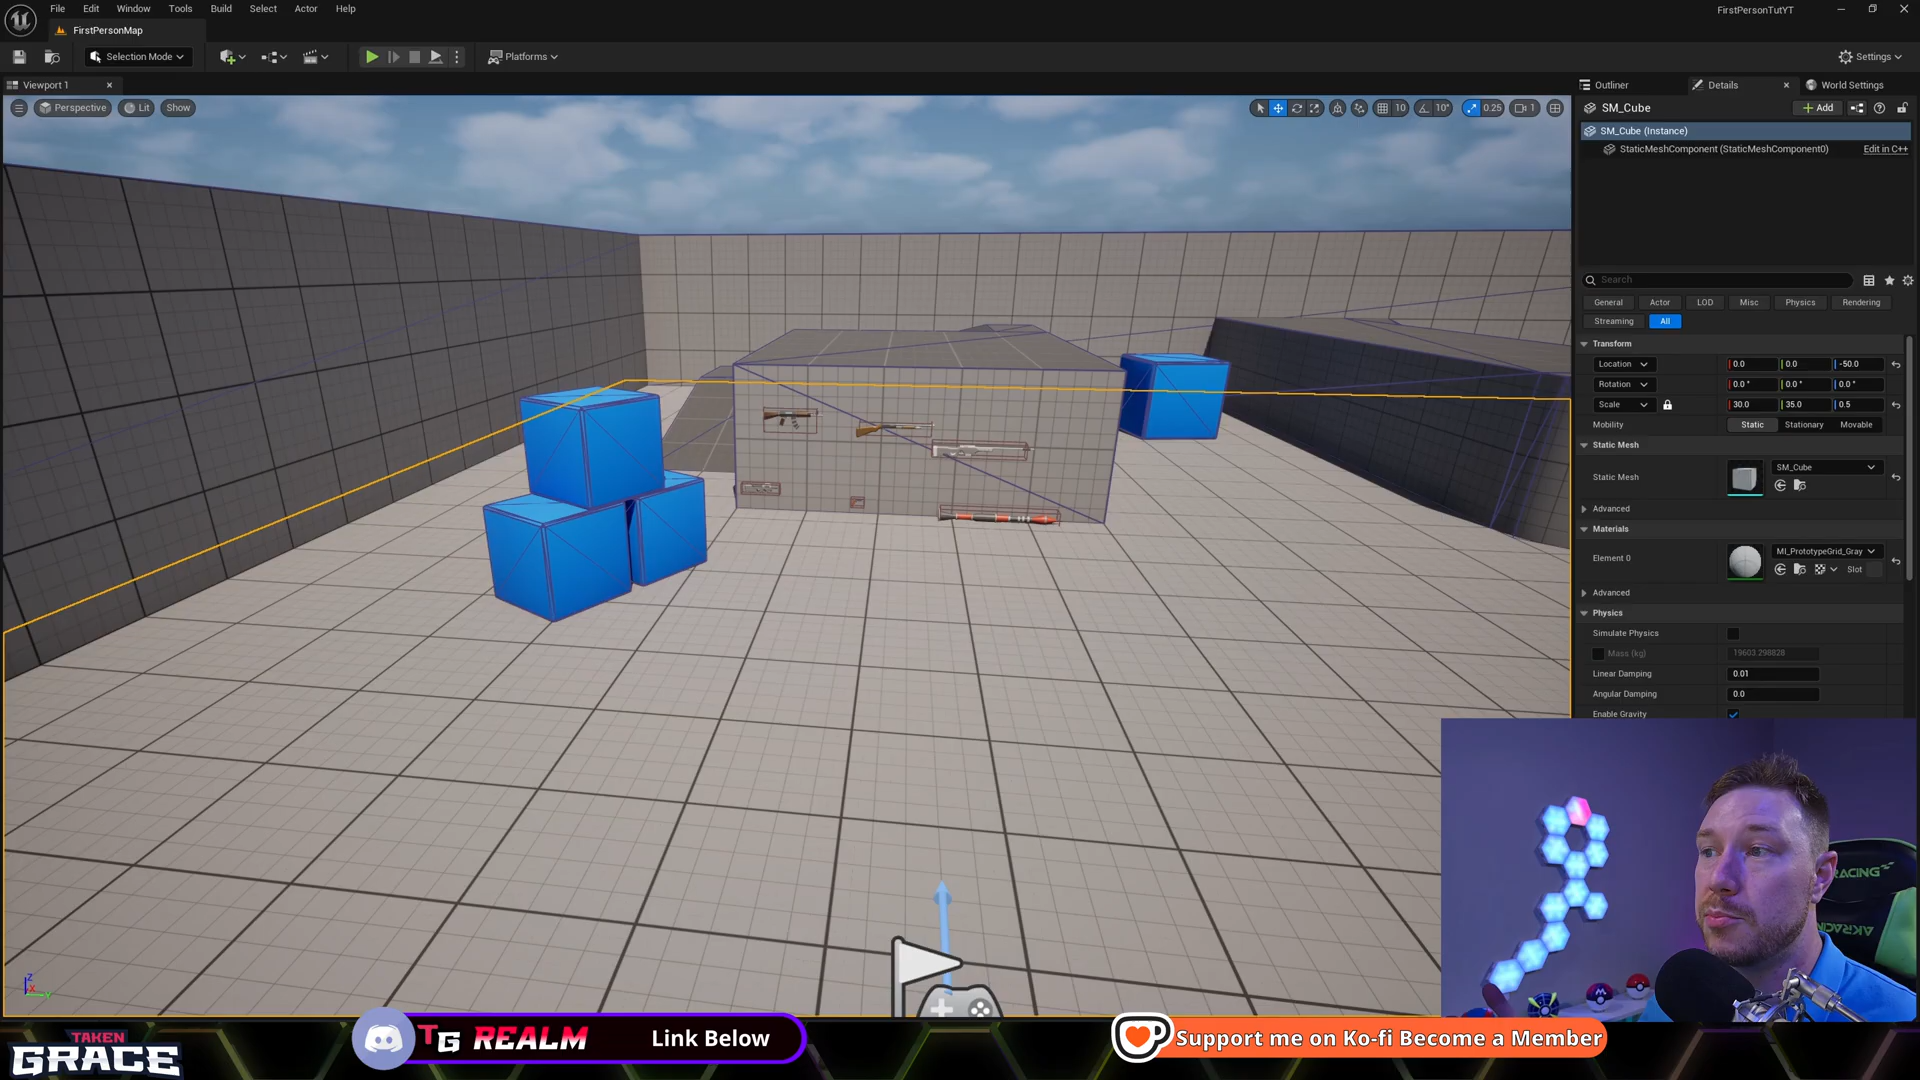 File Edit Window Tools Build Select Actor Help
FirstPersonTutYT
FirstPersonMap
Selection Mode
Platforms
Settings
Viewport 1
Outliner
Details
World Settings
Perspective
Lit
Show
10
10°
0.25
1
SM_Cube
Add
SM_Cube (Instance)
StaticMeshComponent (StaticMeshComponent0)
Edit in C++
Search
General Actor LOD Misc Physics Rendering
Streaming All
Transform
Location 0.0 0.0 -50.0
Rotation 0.0 ° 0.0 ° 0.0 °
Scale 30.0 35.0 0.5
Mobility Static Stationary Movable
Static Mesh
Static Mesh SM_Cube
Advanced
Materials
Element 0 MI_PrototypeGrid_Gray
Slot
Advanced
Physics
Simulate Physics
Mass (kg) 19603.298828
Linear Damping 0.01
Angular Damping 0.0
Enable Gravity
Z
X
Y
RACING
AKRACING
TAKEN
GRACE
TG REALM Link Below
Support me on Ko-fi Become a Member